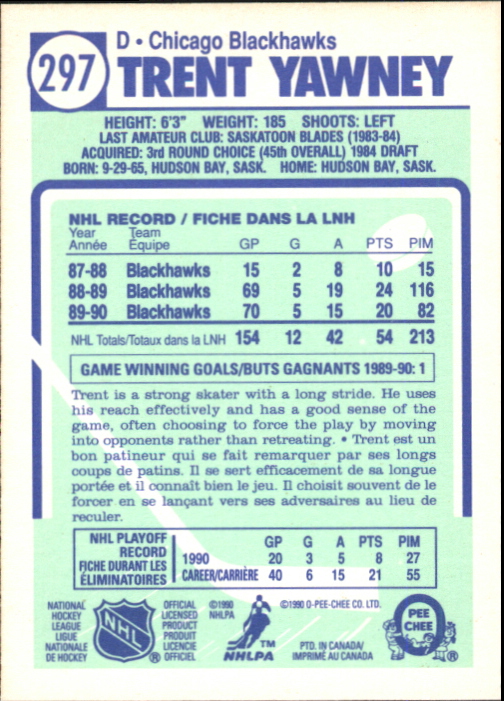 297
D • Chicago Blackhawks
TRENT YAWNEY
HEIGHT: 6'3" WEIGHT: 185 SHOOTS: LEFT
LAST AMATEUR CLUB: SASKATOON BLADES (1983-84)
ACQUIRED: 3rd ROUND CHOICE (45th OVERALL) 1984 DRAFT
BORN: 9-29-65, HUDSON BAY, SASK. HOME: HUDSON BAY, SASK.
NHL RECORD / FICHE DANS LA LNH
Year Team
Année Équipe GP G A PTS PIM
87-88 Blackhawks 15 2 8 10 15
88-89 Blackhawks 69 5 19 24 116
89-90 Blackhawks 70 5 15 20 82
NHL Totals/Totaux dans la LNH 154 12 42 54 213
GAME WINNING GOALS/BUTS GAGNANTS 1989-90: 1
Trent is a strong skater with a long stride. He uses
his reach effectively and has a good sense of the
game, often choosing to force the play by moving
into opponents rather than retreating. • Trent est un
bon patineur qui se fait remarquer par ses longs
coups de patins. Il se sert efficacement de sa longue
portée et il connaît bien le jeu. Il choisit souvent de le
forcer en se lançant vers ses adversaires au lieu de
reculer.
NHL PLAYOFF
RECORD
FICHE DURANT LES
ÉLIMINATOIRES
GP G A PTS PIM
1990 20 3 5 8 27
CAREER/CARRIÈRE 40 6 15 21 55
NATIONAL
HOCKEY
LEAGUE
LIGUE
NATIONALE
DE HOCKEY
NHL
®
OFFICIAL
LICENSED
PRODUCT
PRODUIT
LICENCIE
OFFICIEL
©1990
NHLPA
TM
NHLPA
©1990 O-PEE-CHEE CO. LTD.
PTD. IN CANADA/
IMPRIMÉ AU CANADA
PEE
CHEE
®